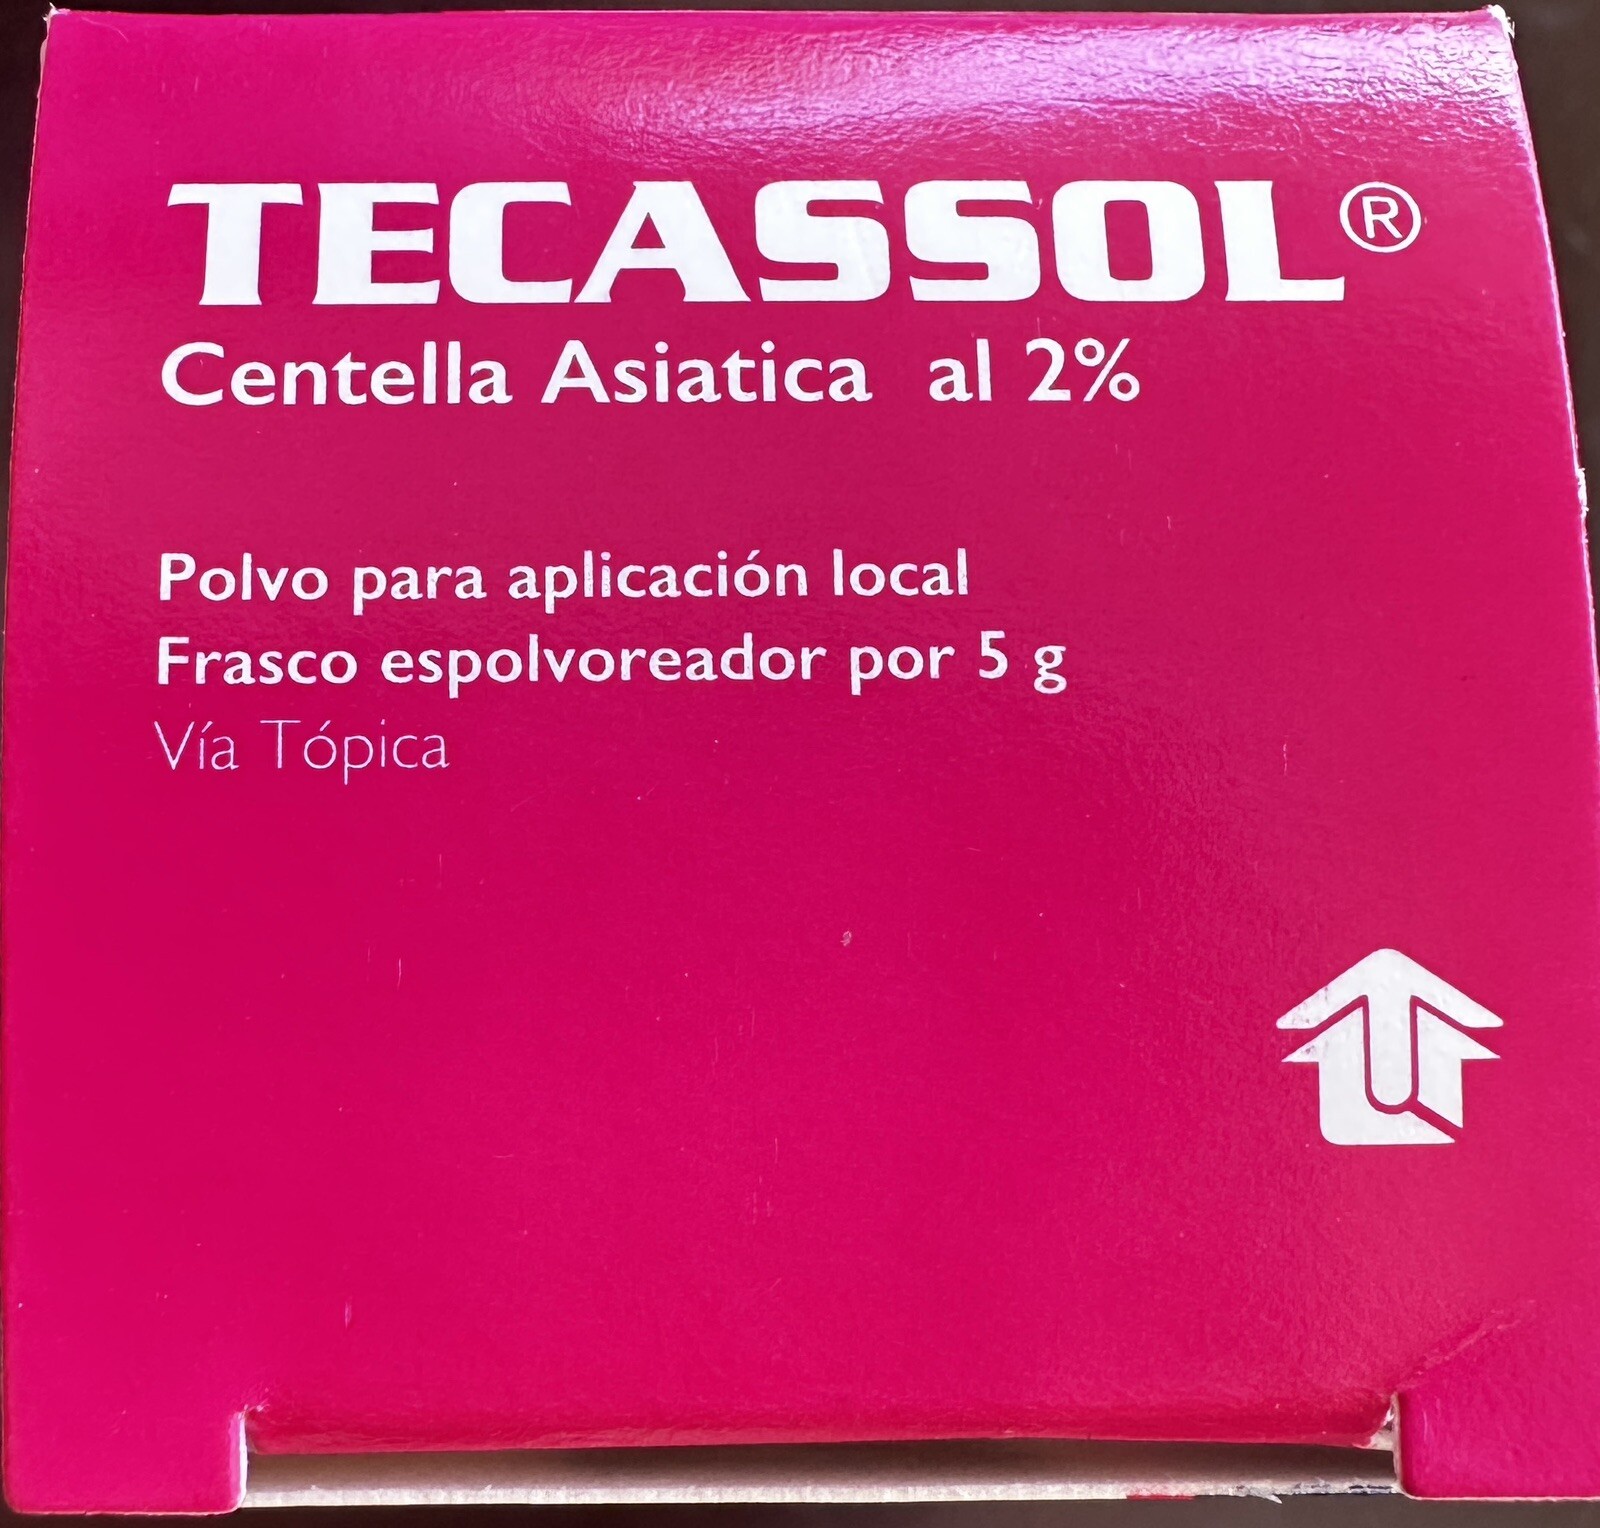 TECASSOL®
Centella Asiatica al 2%
Polvo para aplicación local
Frasco espolvoreador por 5 g
Vía Tópica